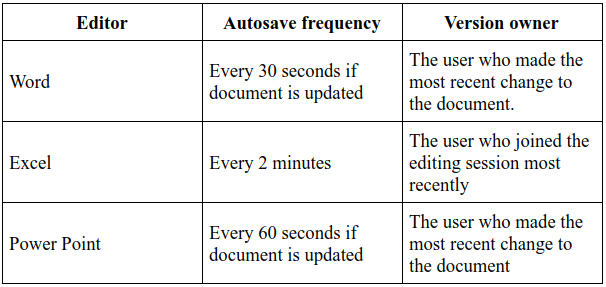 Editor
Autosave frequency
Version owner
Word
Every 30 seconds if
document is updated
The user who made the
most recent change to
the document.
Excel
Every 2 minutes
The user who joined the
editing session most
recently
Power Point
Every 60 seconds if
document is updated
The user who made the
most recent change to
the document